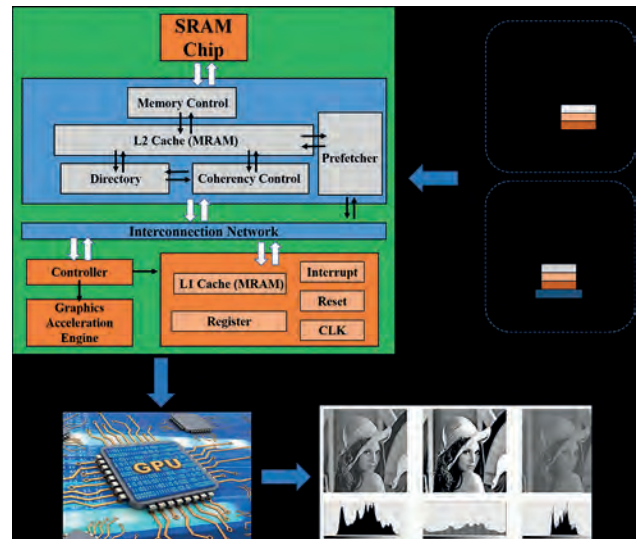 SRAM
Chip
Memory Control
L2 Cache (MRAM)
Prefetcher
Directory
Coherency Control
Interconnection Network
Controller
L1 Cache (MRAM)
Interrupt
Reset
Graphics
Acceleration
Engine
Register
CLK
GPU